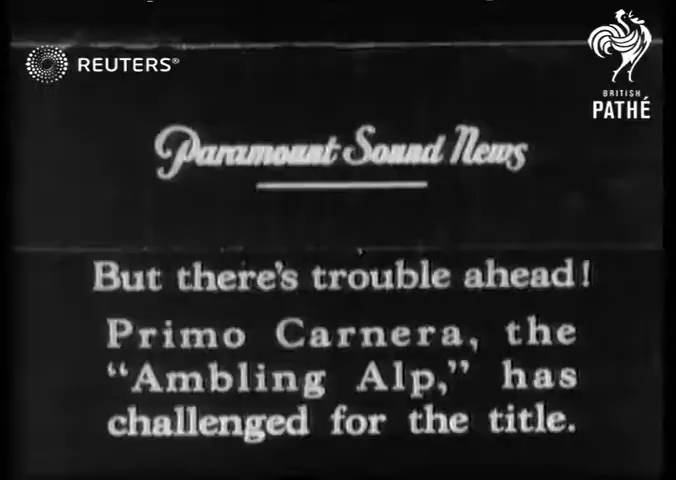 REUTERS®
BRITISH
PATHÉ
Paramount Sound News
But there's trouble ahead!
Primo Carnera, the
"Ambling Alp," has
challenged for the title.